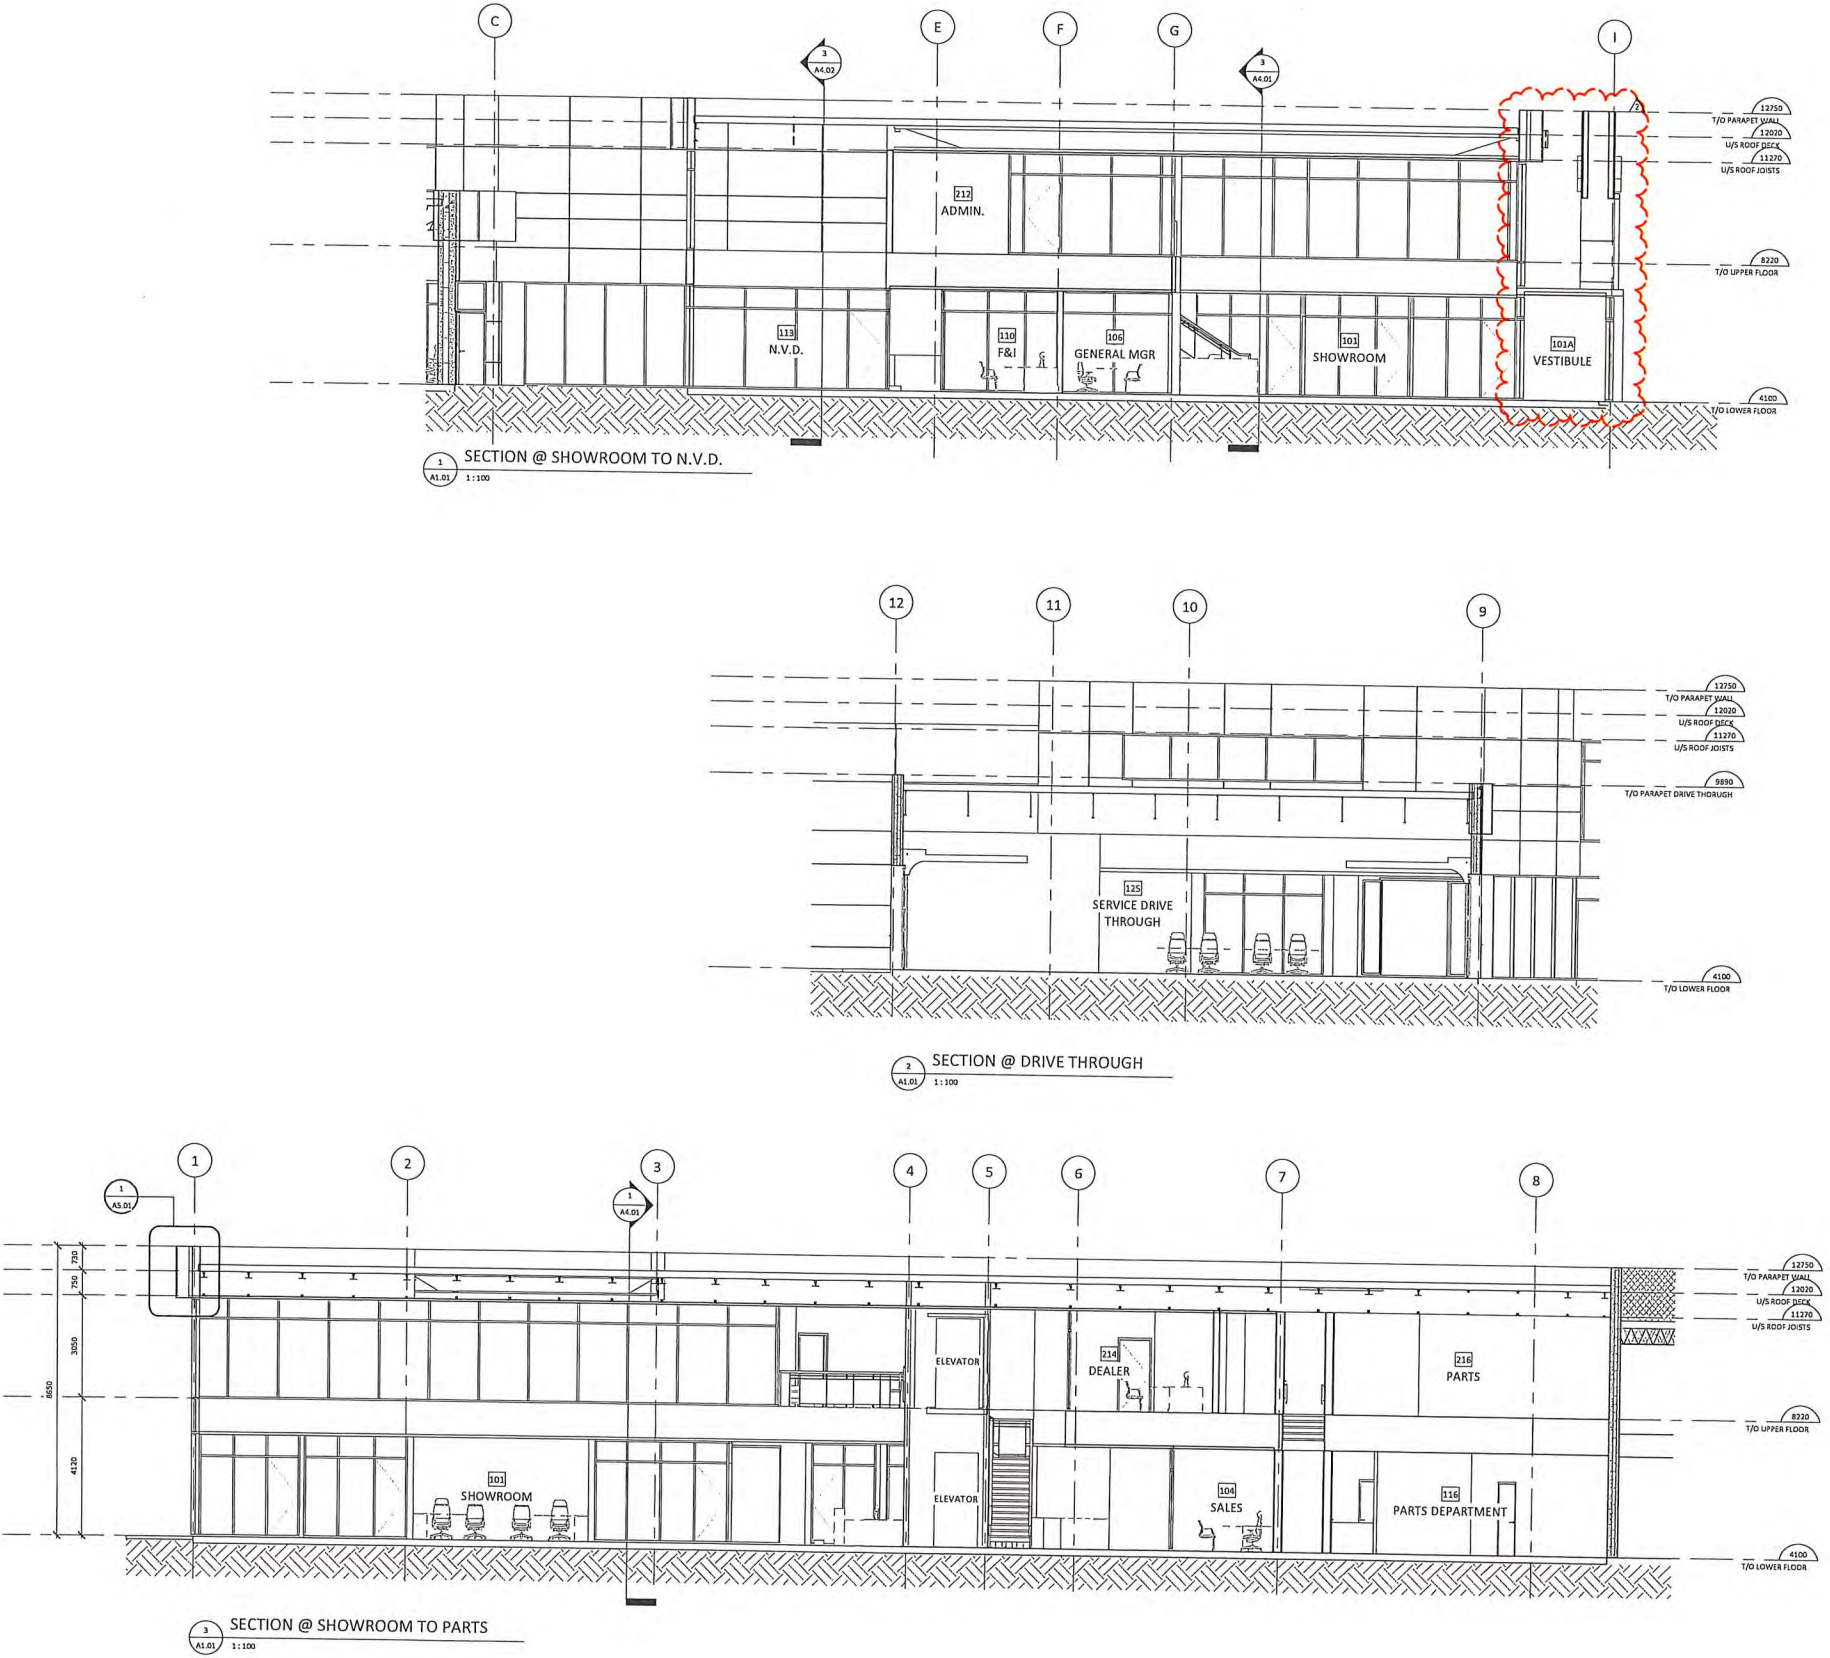 C
E
F
G
I
3
A4.02
3
A4.01
2
12750
T/O PARAPET WALL
12020
U/S ROOF DECK
11270
U/S ROOF JOISTS
212
ADMIN.
8220
T/O UPPER FLOOR
113
N.V.D.
110
F&I
106
GENERAL MGR
101
SHOWROOM
101A
VESTIBULE
4100
T/O LOWER FLOOR
1
A1.01
SECTION @ SHOWROOM TO N.V.D.
1:100
12
11
10
9
12750
T/O PARAPET WALL
12020
U/S ROOF DECK
11270
U/S ROOF JOISTS
9890
T/O PARAPET DRIVE THORUGH
125
SERVICE DRIVE
THROUGH
4100
T/O LOWER FLOOR
2
A1.01
SECTION @ DRIVE THROUGH
1:100
1
2
3
4
5
6
7
8
1
A5.01
1
A4.01
730
750
3050
8650
4120
12750
T/O PARAPET WALL
12020
U/S ROOF DECK
11270
U/S ROOF JOISTS
ELEVATOR
214
DEALER
216
PARTS
8220
T/O UPPER FLOOR
101
SHOWROOM
ELEVATOR
104
SALES
116
PARTS DEPARTMENT
4100
T/O LOWER FLOOR
3
A1.01
SECTION @ SHOWROOM TO PARTS
1:100